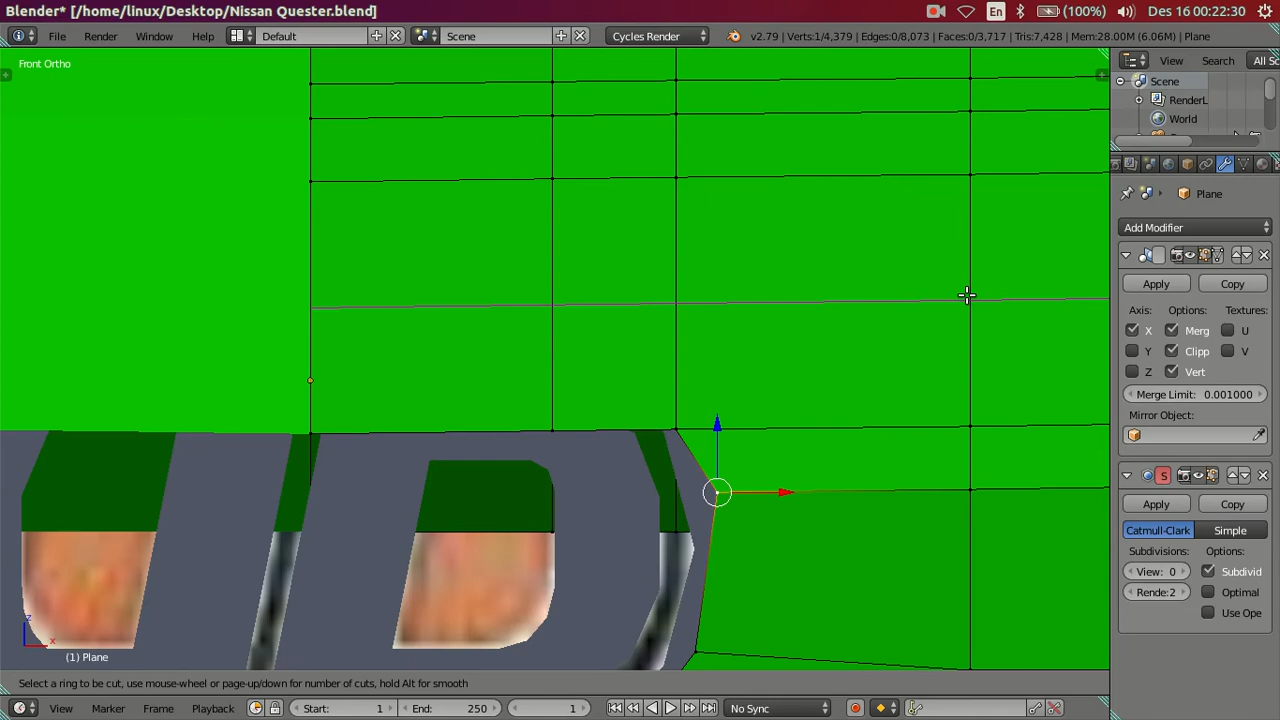 Blender* [/home/linux/Desktop/Nissan Quester.blend]
En (100%) Des 16 00:22:30
File Render Window Help Default Scene Cycles Render v2.79 | Verts:1/4,379 | Edges:0/8,073 | Faces:0/3,717 | Tris:7,428 | Mem:28.00M (6.06M) | Plane
Front Ortho
View Search All Sc
Scene
RenderL
World
Plane
Add Modifier
Apply Copy
Axis: Options: Textures:
X Merg U
Y Clipp V
Z Vert
Merge Limit: 0.001000
Mirror Object:
S
Apply Copy
Catmull-Clark Simple
Subdivisions: Options:
View: 0 Subdivid
Rende:2 Optimal
Use Ope
z
x
(1) Plane
Select a ring to be cut, use mouse-wheel or page-up/down for number of cuts, hold Alt for smooth
View Marker Frame Playback Start: 1 End: 250 1 No Sync